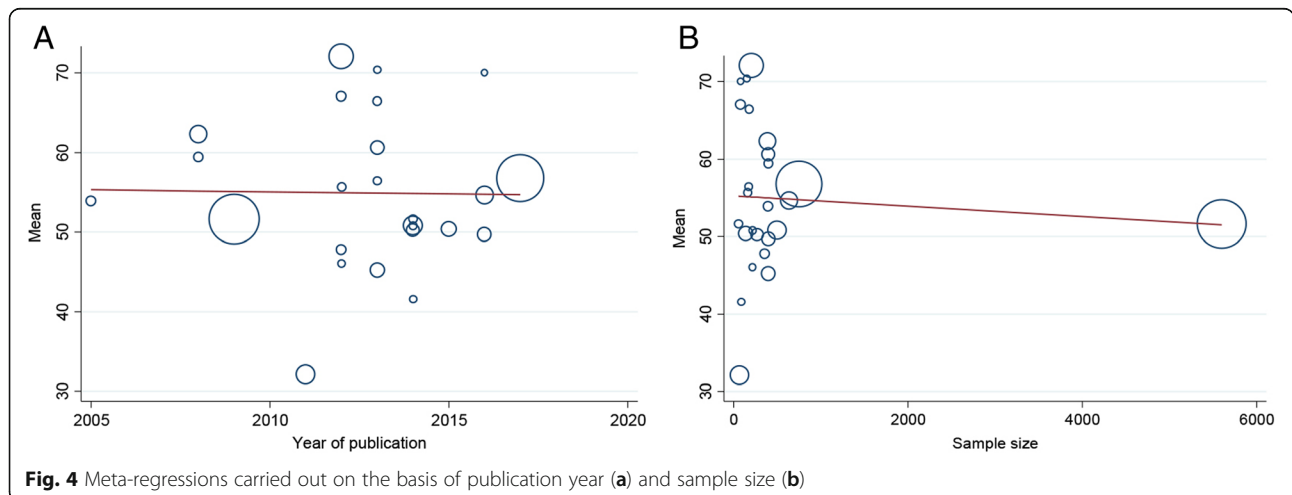 A
B
Mean
70
60
50
40
30
2005
2010
2015
2020
Year of publication
Mean
70
60
50
40
30
0
2000
4000
6000
Sample size
Fig. 4 Meta-regressions carried out on the basis of publication year (a) and sample size (b)